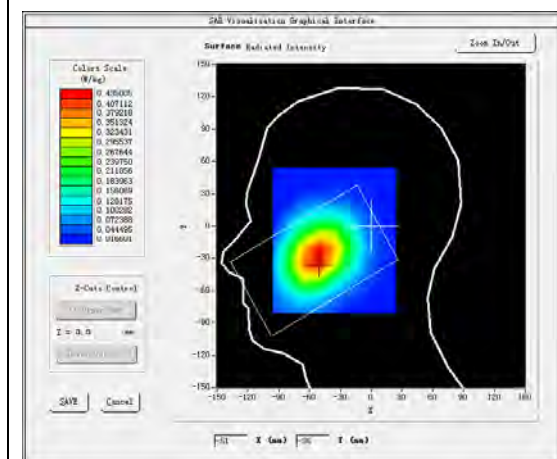 SAR Visualisation Graphical Interface
Surface Radiated Intensity
Zoom In/Out
Colors Scale
(W/kg)
0.435005
0.407112
0.379218
0.351324
0.323431
0.295537
0.267644
0.239750
0.211856
0.183963
0.156069
0.128175
0.100282
0.072388
0.044495
0.016601
150
120
90
60
30
0
-30
-60
-90
-120
-150
Y
-150 -120 -90 -60 -30 0 30 60 90 120 150
X
Z-Cuts Control
Z = 0.0 mm
SAVE
Cancel
-51 X (mm) -36 Y (mm)